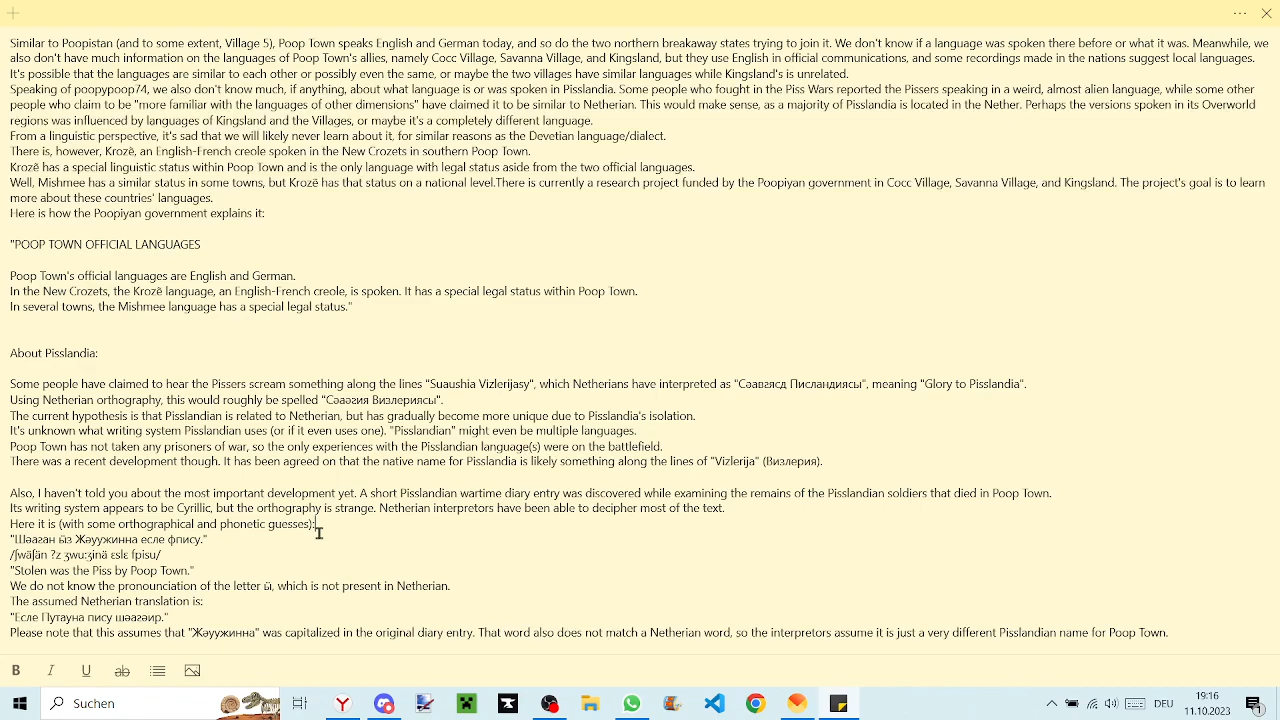 Similar to Poopistan (and to some extent, Village 5), Poop Town speaks English and German today, and so do the two northern breakaway states trying to join it. We don't know if a language was spoken there before or what it was. Meanwhile, we
also don't have much information on the languages of Poop Town's allies, namely Cocc Village, Savanna Village, and Kingsland, but they use English in official communications, and some recordings made in the nations suggest local languages.
It's possible that the languages are similar to each other or possibly even the same, or maybe the two villages have similar languages while Kingsland's is unrelated.
Speaking of poopypoop74, we also don't know much, if anything, about what language is or was spoken in Pisslandia. Some people who fought in the Piss Wars reported the Pissers speaking in a weird, almost alien language, while some other
people who claim to be "more familiar with the languages of other dimensions" have claimed it to be similar to Netherian. This would make sense, as a majority of Pisslandia is located in the Nether. Perhaps the versions spoken in its Overworld
regions was influenced by languages of Kingsland and the Villages, or maybe it's a completely different language.
From a linguistic perspective, it's sad that we will likely never learn about it, for similar reasons as the Devetian language/dialect.
There is, however, Krozẽ, an English-French creole spoken in the New Crozets in southern Poop Town.
Krozẽ has a special linguistic status within Poop Town and is the only language with legal status aside from the two official languages.
Well, Mishmee has a similar status in some towns, but Krozẽ has that status on a national level.There is currently a research project funded by the Poopiyan government in Cocc Village, Savanna Village, and Kingsland. The project's goal is to learn
more about these countries' languages.
Here is how the Poopiyan government explains it:
"POOP TOWN OFFICIAL LANGUAGES
Poop Town's official languages are English and German.
In the New Crozets, the Krozẽ language, an English-French creole, is spoken. It has a special legal status within Poop Town.
In several towns, the Mishmee language has a special legal status."
About Pisslandia:
Some people have claimed to hear the Pissers scream something along the lines "Suaushia Vizlerijasy", which Netherians have interpreted as "Сәавгясд Писландиясы", meaning "Glory to Pisslandia".
Using Netherian orthography, this would roughly be spelled "Сәаәгия Визлериясы".
The current hypothesis is that Pisslandian is related to Netherian, but has gradually become more unique due to Pisslandia's isolation.
It's unknown what writing system Pisslandian uses (or if it even uses one). "Pisslandian" might even be multiple languages.
Poop Town has not taken any prisoners of war, so the only experiences with the Pisslandian language(s) were on the battlefield.
There was a recent development though. It has been agreed on that the native name for Pisslandia is likely something along the lines of "Vizlerija" (Визлерия).
Also, I haven't told you about the most important development yet. A short Pisslandian wartime diary entry was discovered while examining the remains of the Pisslandian soldiers that died in Poop Town.
Its writing system appears to be Cyrillic, but the orthography is strange. Netherian interpretors have been able to decipher most of the text.
Here it is (with some orthographical and phonetic guesses):
"Шәаган ы̆з Жәуужинна есле фпису."
/ʃwäʃän ?z ʒwuːʒinä ɛslɛ fpisu/
"Stolen was the Piss by Poop Town."
We do not know the pronounciation of the letter ы̆, which is not present in Netherian.
The assumed Netherian translation is:
"Есле Путауна пису шәагәир."
Please note that this assumes that "Жәуужинна" was capitalized in the original diary entry. That word also does not match a Netherian word, so the interpretors assume it is just a very different Pisslandian name for Poop Town.
Suchen
DEU
19:16
11.10.2023